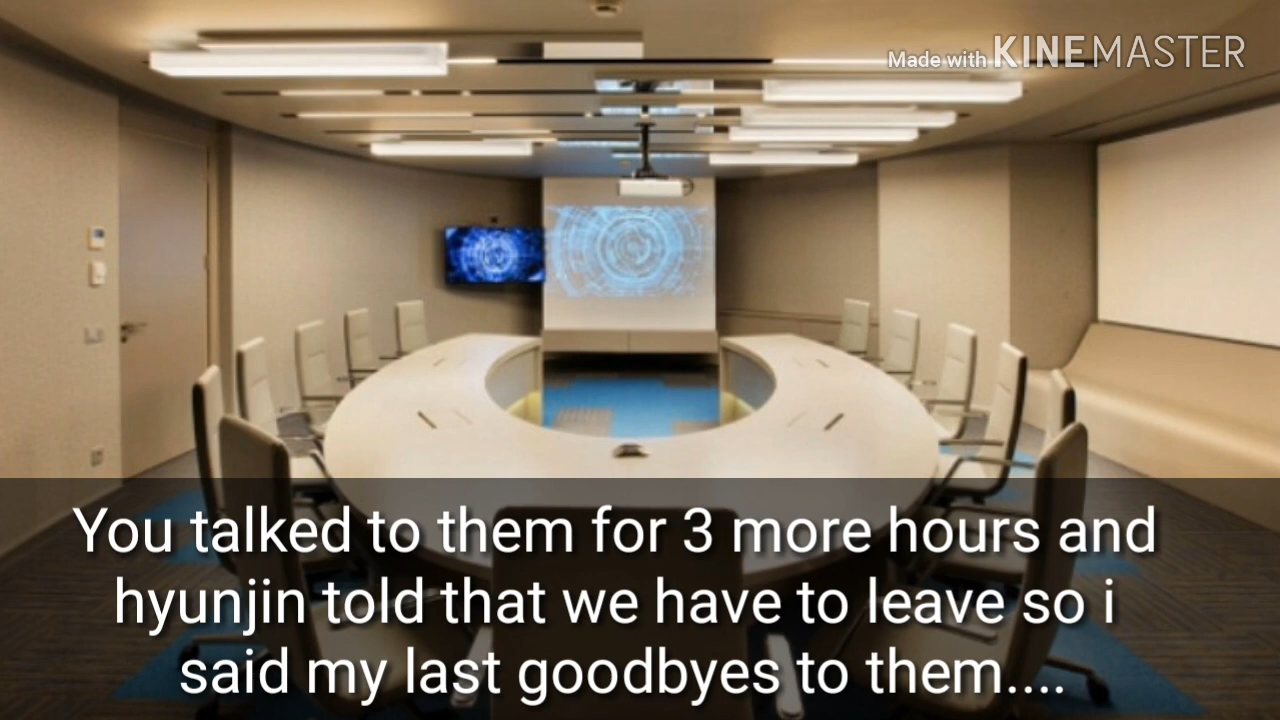 Made with KINEMASTER
You talked to them for 3 more hours and
hyunjin told that we have to leave so i
said my last goodbyes to them....